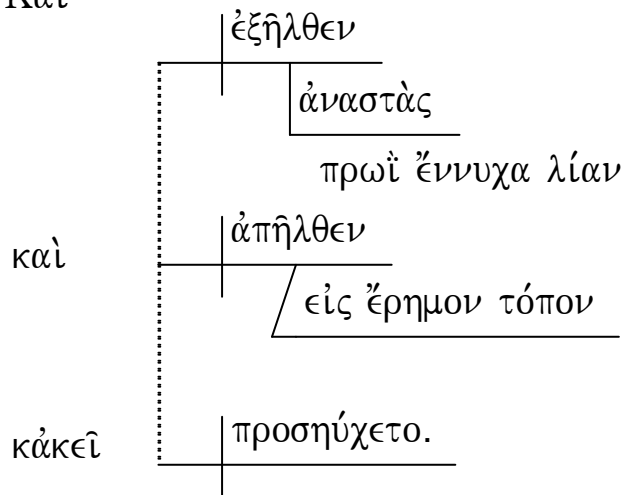 Καὶ
ἐξῆλθεν
ἀναστὰς
πρωῒ ἔννυχα λίαν
ἀπῆλθεν
καὶ
εἰς ἔρημον τόπον
προσηύχετο.
κἀκεῖ